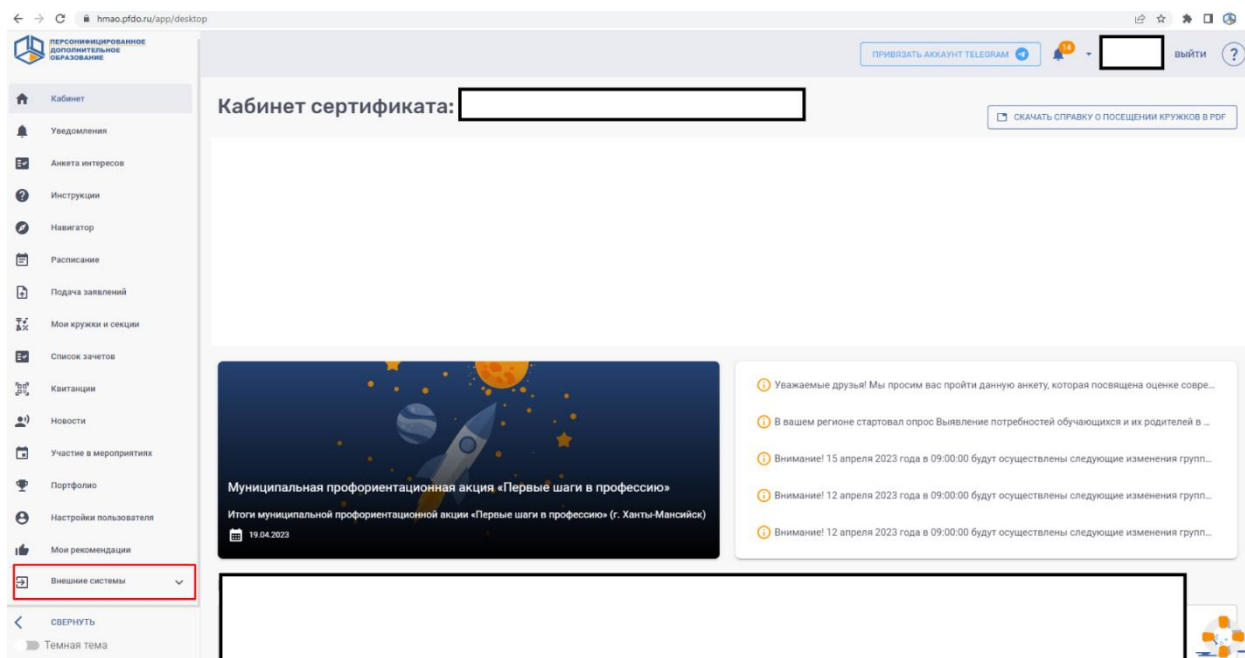 hmao.pfdo.ru/app/desktop
ПЕРСОНИФИЦИРОВАННОЕ
ДОПОЛНИТЕЛЬНОЕ
ОБРАЗОВАНИЕ
ПРИВЯЗАТЬ АККАУНТ TELEGRAM
14
ВЫЙТИ
?
Кабинет
Уведомления
Анкета интересов
Инструкции
Навигатор
Расписание
Подача заявлений
Мои кружки и секции
Список зачетов
Квитанции
Новости
Участие в мероприятиях
Портфолио
Настройки пользователя
Мои рекомендации
Внешние системы
СВЕРНУТЬ
Темная тема
Кабинет сертификата:
СКАЧАТЬ СПРАВКУ О ПОСЕЩЕНИИ КРУЖКОВ В PDF
Муниципальная профориентационная акция «Первые шаги в профессию»
Итоги муниципальной профориентационной акции «Первые шаги в профессию» (г. Ханты-Мансийск)
19.04.2023
Уважаемые друзья! Мы просим вас пройти данную анкету, которая посвящена оценке совре...
В вашем регионе стартовал опрос Выявление потребностей обучающихся и их родителей в ...
Внимание! 15 апреля 2023 года в 09:00:00 будут осуществлены следующие изменения групп...
Внимание! 12 апреля 2023 года в 09:00:00 будут осуществлены следующие изменения групп...
Внимание! 12 апреля 2023 года в 09:00:00 будут осуществлены следующие изменения групп...